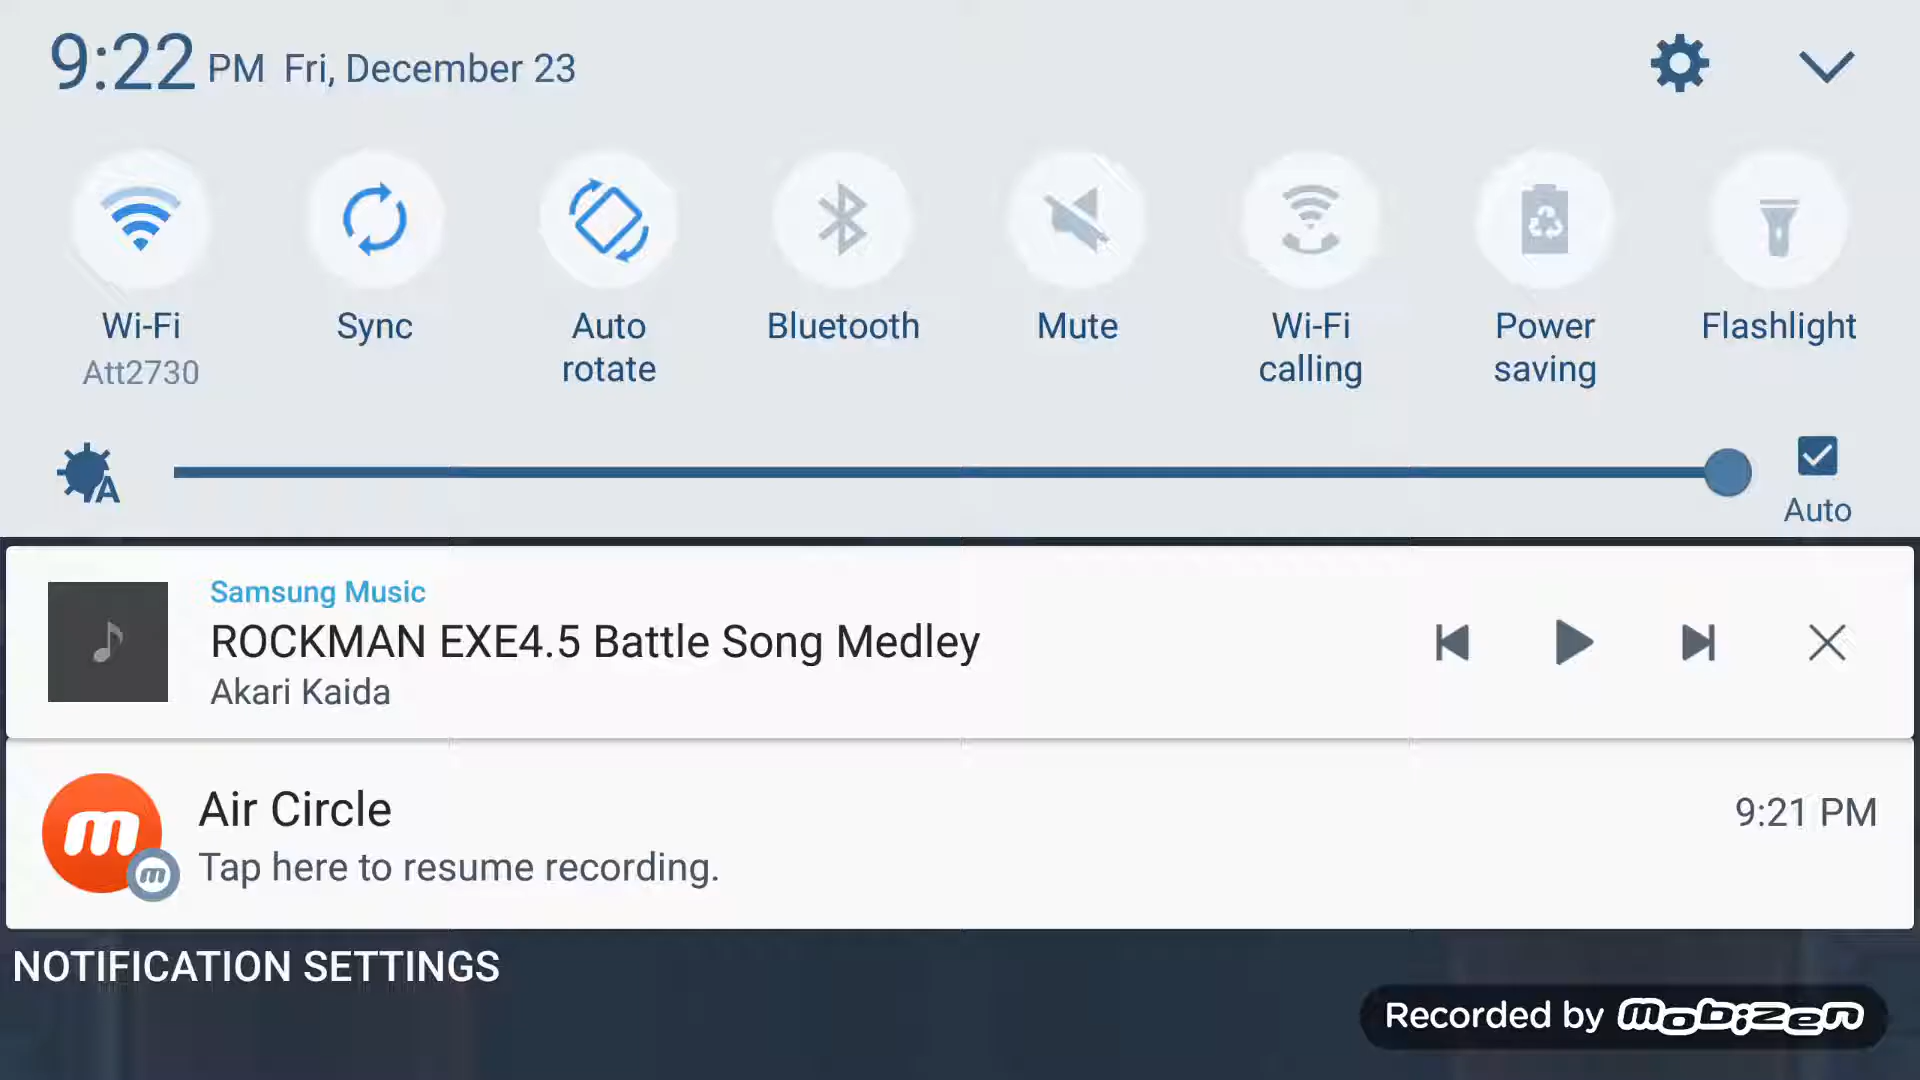 9:22 PM Fri, December 23
Wi-Fi
Att2730
Sync
Auto
rotate
Bluetooth
Mute
Wi-Fi
calling
Power
saving
Flashlight
A
Auto
Samsung Music
ROCKMAN EXE4.5 Battle Song Medley
Akari Kaida
m
m
Air Circle
9:21 PM
Tap here to resume recording.
NOTIFICATION SETTINGS
Recorded by mobizen